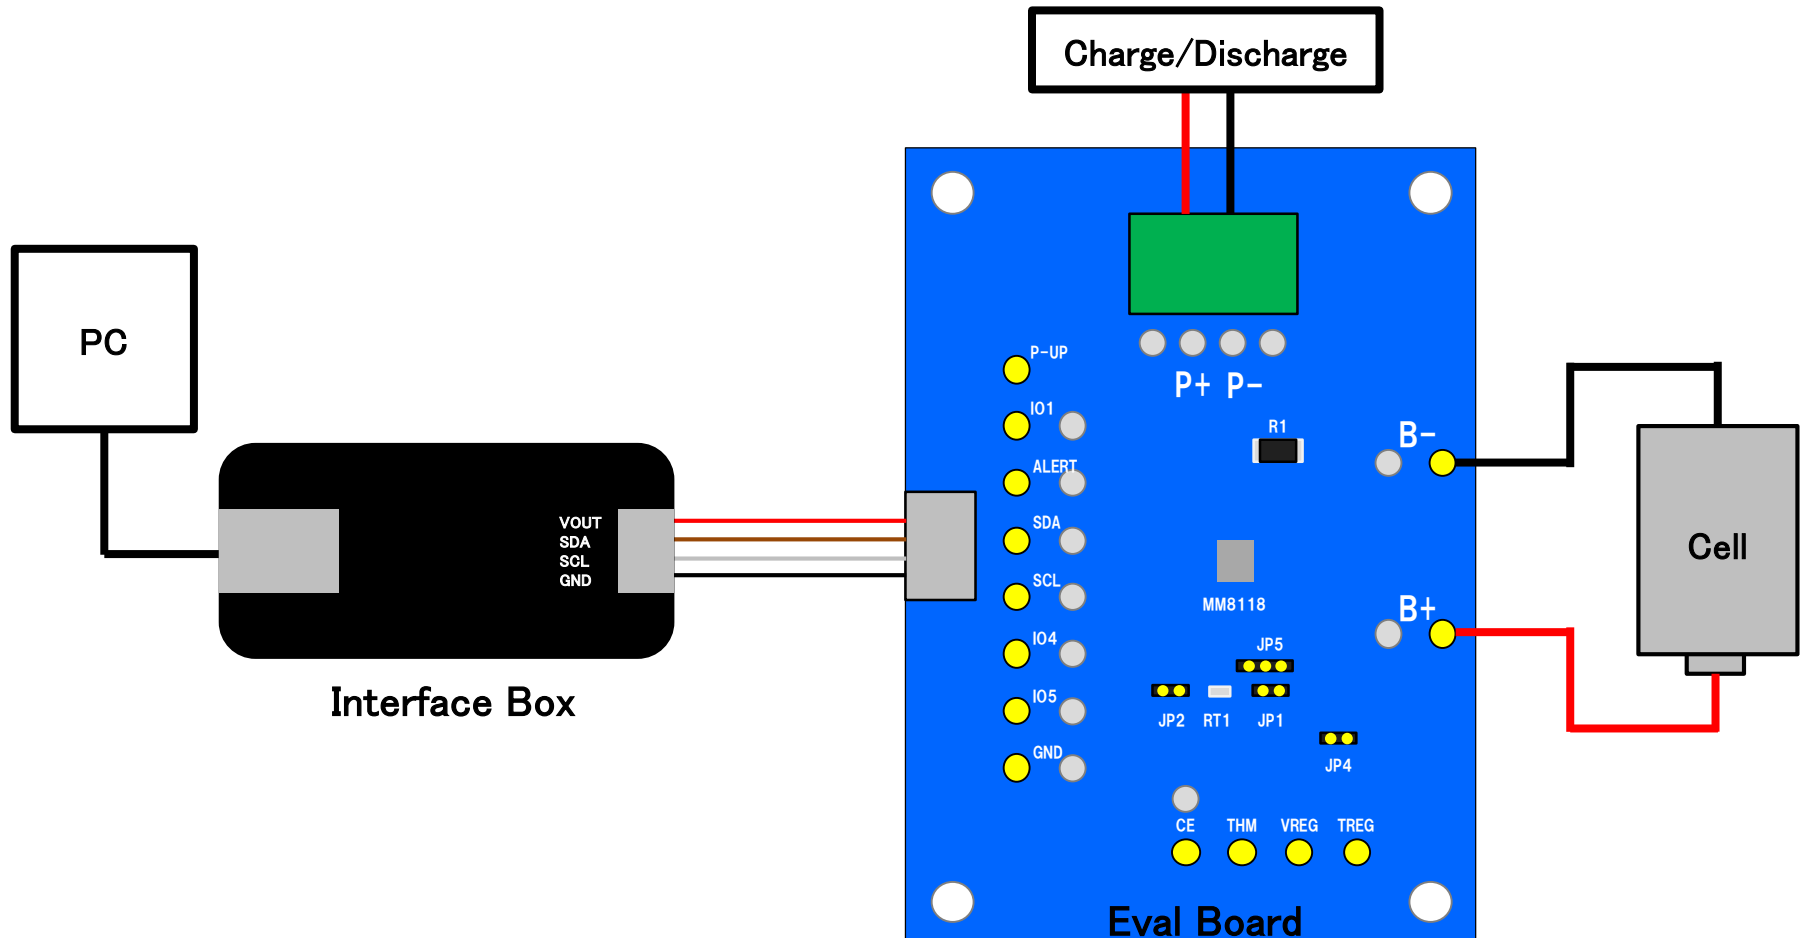 Charge/Discharge
PC
VOUT
SDA
SCL
GND
Interface Box
P-UP
IO1
ALERT
SDA
SCL
IO4
IO5
GND
P+ P-
R1
B-
MM8118
B+
JP5
JP2 RT1 JP1
JP4
CE THM VREG TREG
Eval Board
Cell